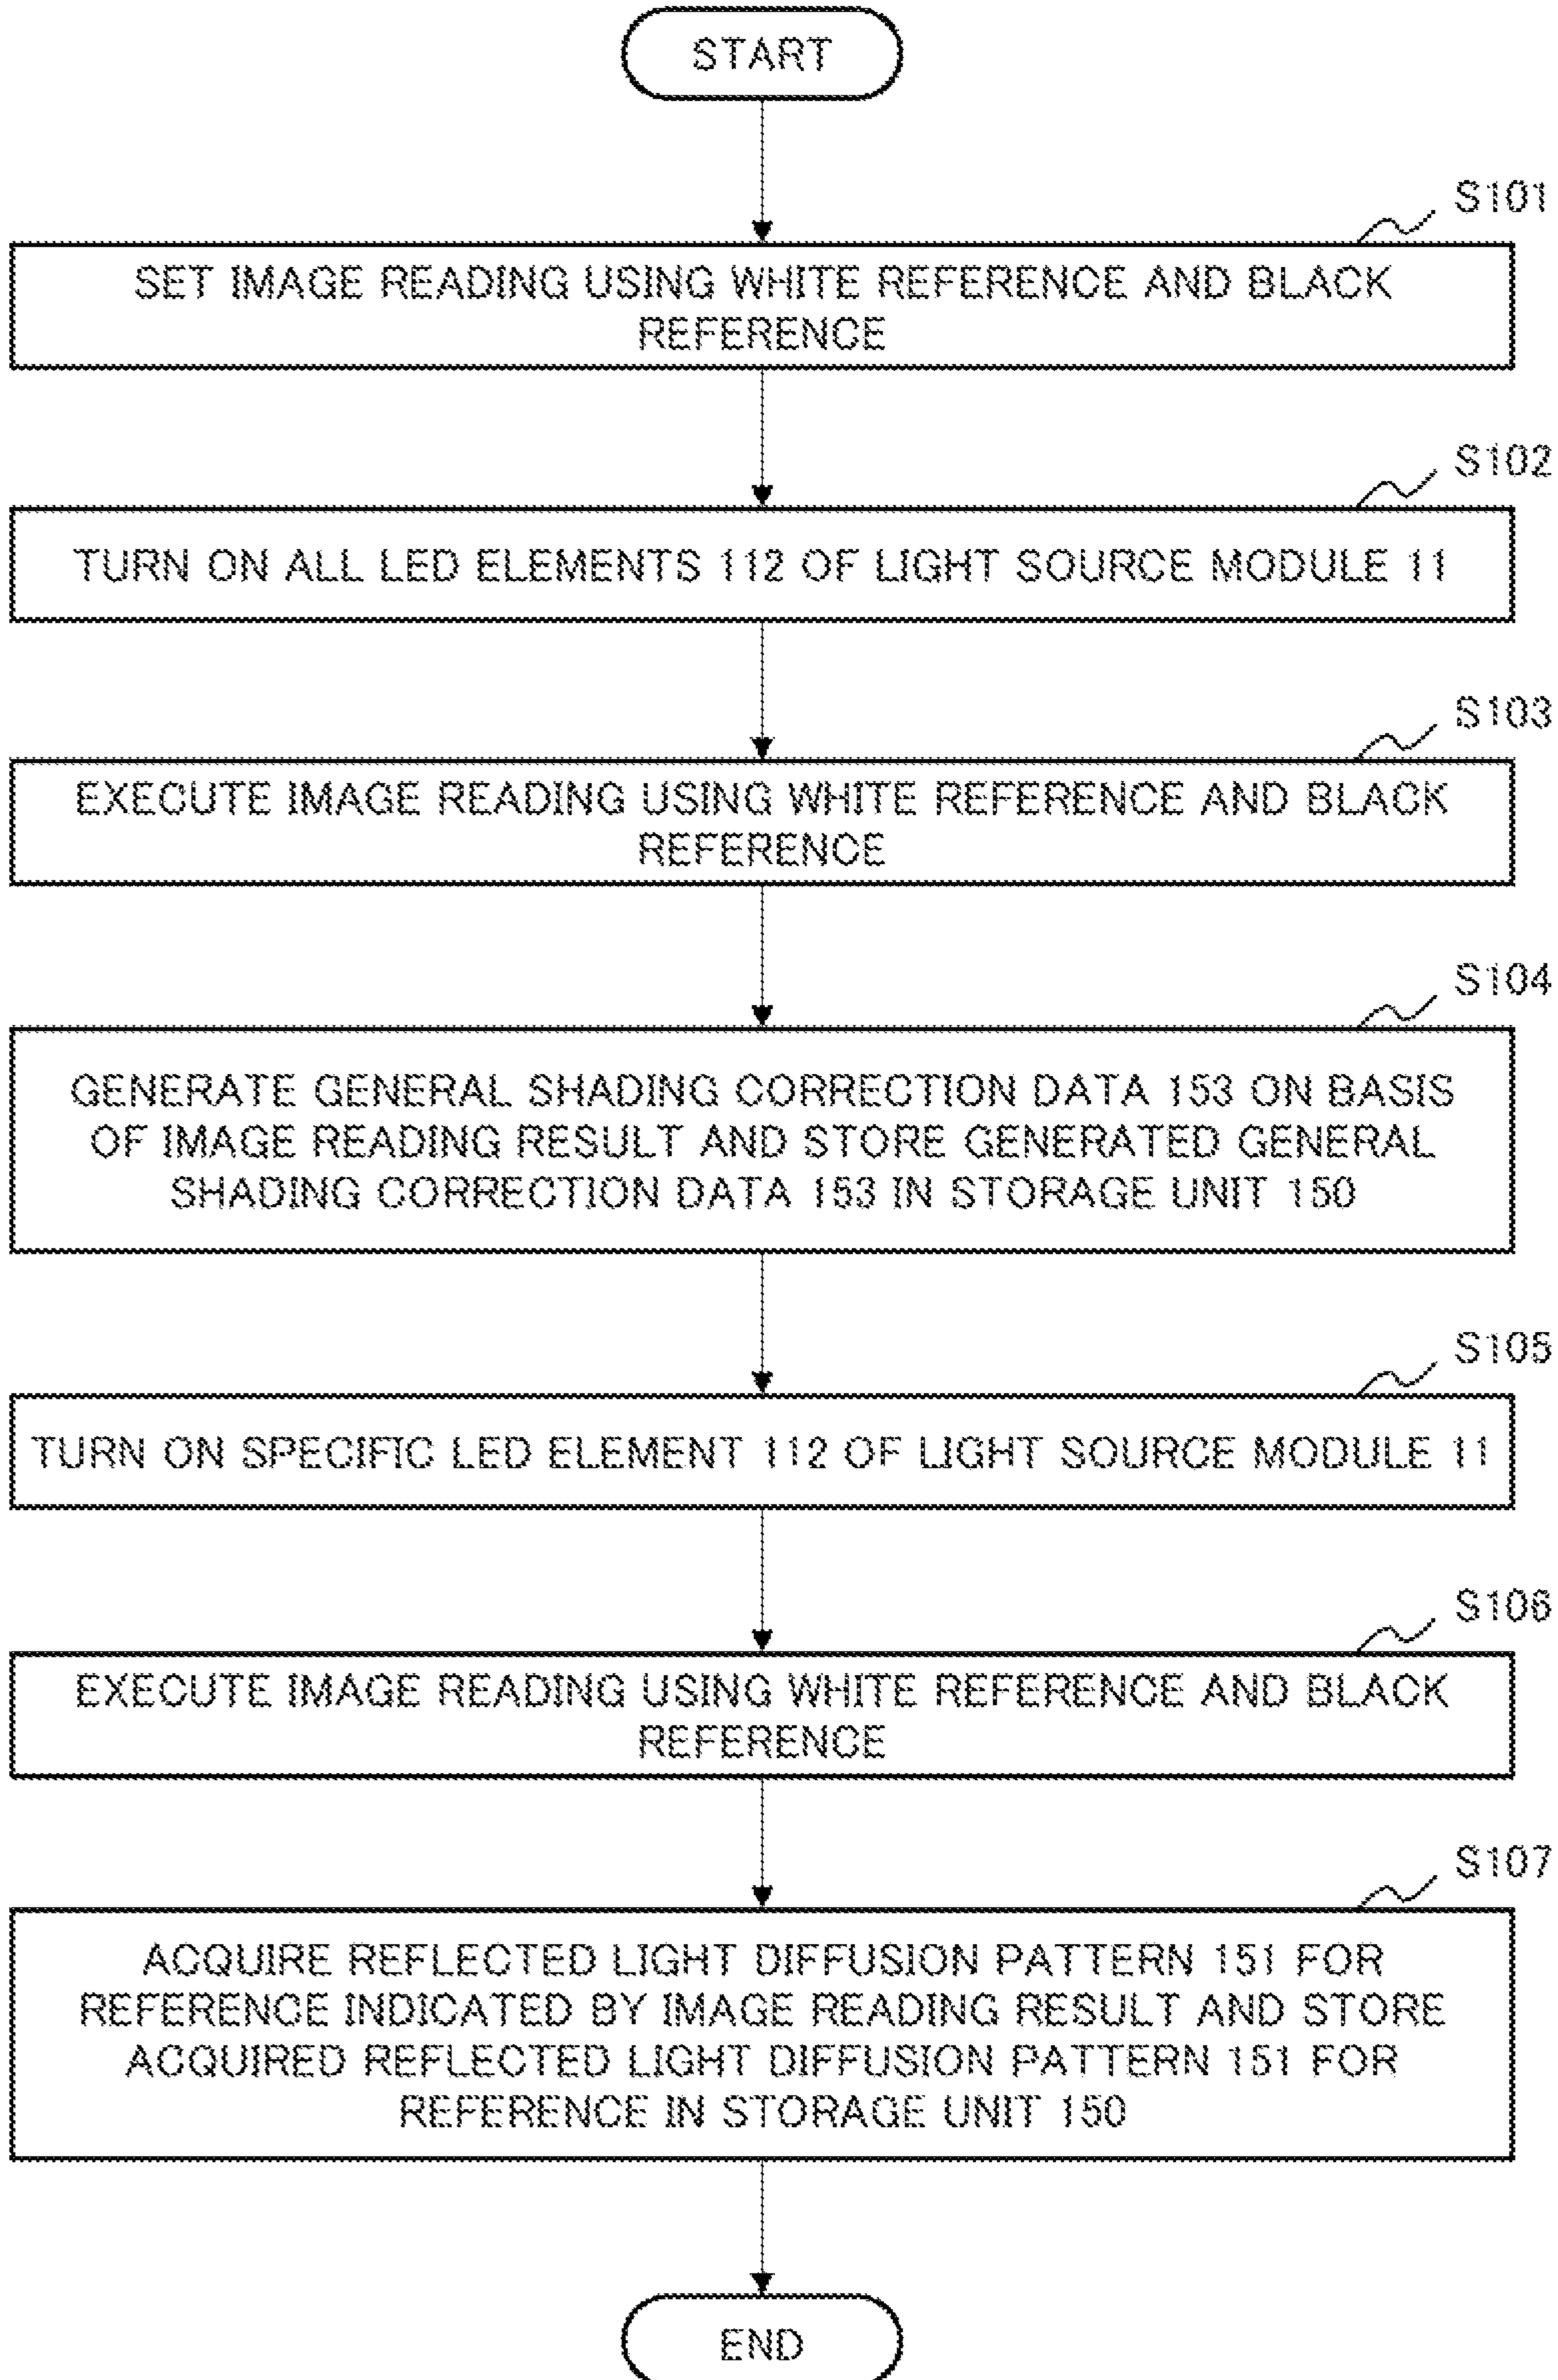 START
S101
SET IMAGE READING USING WHITE REFERENCE AND BLACK
REFERENCE
S102
TURN ON ALL LED ELEMENTS 112 OF LIGHT SOURCE MODULE 11
S103
EXECUTE IMAGE READING USING WHITE REFERENCE AND BLACK
REFERENCE
S104
GENERATE GENERAL SHADING CORRECTION DATA 153 ON BASIS
OF IMAGE READING RESULT AND STORE GENERATED GENERAL
SHADING CORRECTION DATA 153 IN STORAGE UNIT 150
S105
TURN ON SPECIFIC LED ELEMENT 112 OF LIGHT SOURCE MODULE 11
S106
EXECUTE IMAGE READING USING WHITE REFERENCE AND BLACK
REFERENCE
S107
ACQUIRE REFLECTED LIGHT DIFFUSION PATTERN 151 FOR
REFERENCE INDICATED BY IMAGE READING RESULT AND STORE
ACQUIRED REFLECTED LIGHT DIFFUSION PATTERN 151 FOR
REFERENCE IN STORAGE UNIT 150
END